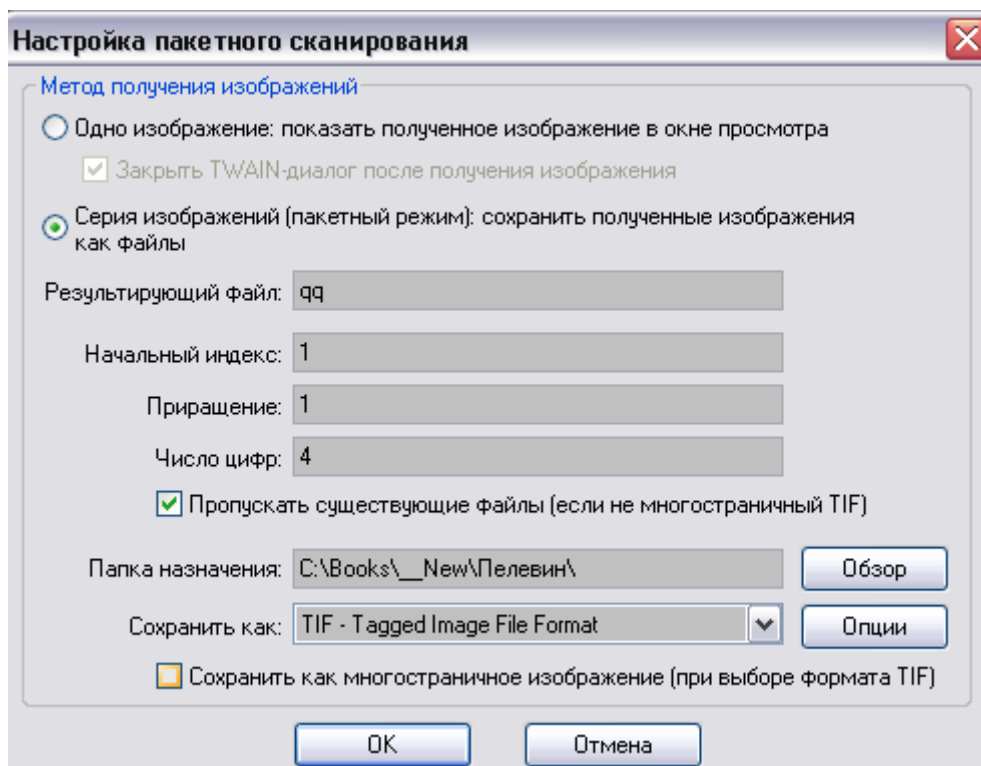 Настройка пакетного сканирования
Метод получения изображений
Одно изображение: показать полученное изображение в окне просмотра
Закрыть TWAIN-диалог после получения изображения
Серия изображений (пакетный режим): сохранить полученные изображения
как файлы
Результирующий файл: qq
Начальный индекс: 1
Приращение: 1
Число цифр: 4
Пропускать существующие файлы (если не многостраничный TIF)
Папка назначения: C:\Books\__New\Пелевин\ Обзор
Сохранить как: TIF - Tagged Image File Format Опции
Сохранить как многостраничное изображение (при выборе формата TIF)
OK Отмена